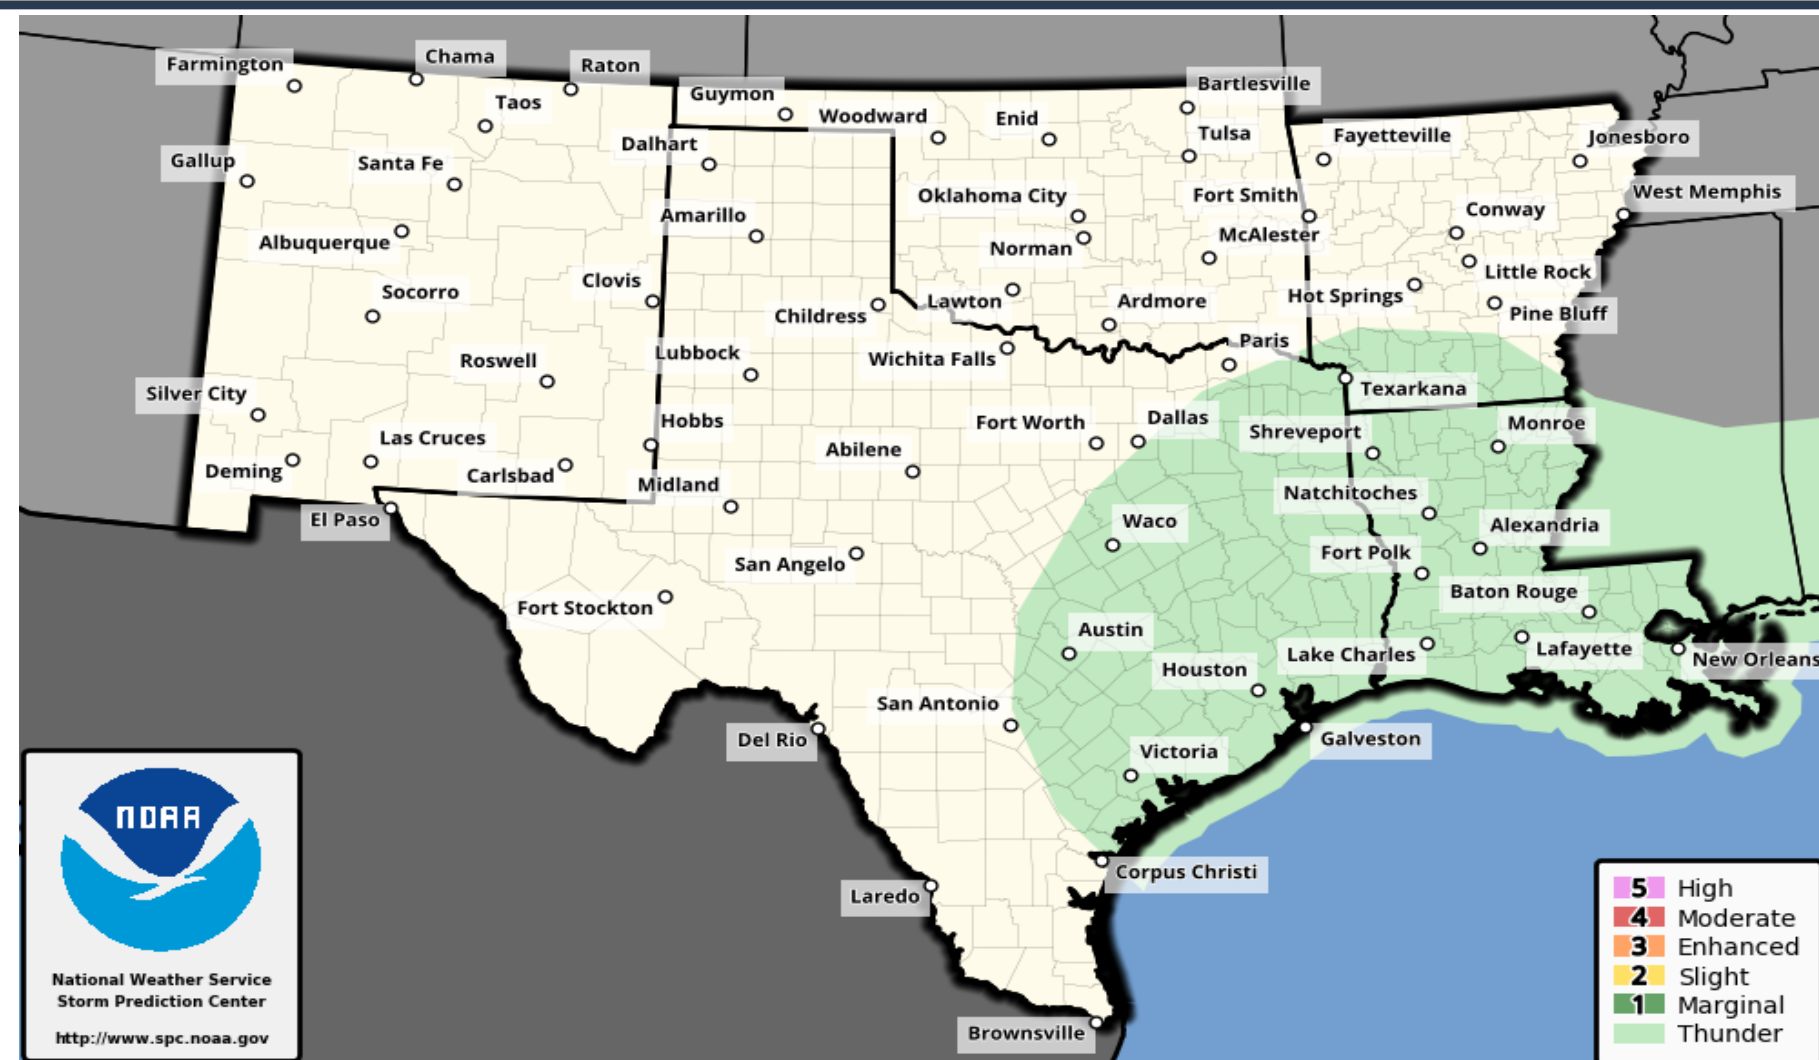 Farmington
Chama
Raton
Taos
Guymon
Woodward
Enid
Bartlesville
Tulsa
Fayetteville
Jonesboro
Gallup
Santa Fe
Dalhart
Oklahoma City
Fort Smith
Conway
West Memphis
Albuquerque
Amarillo
Norman
McAlester
Socorro
Clovis
Childress
Lawton
Ardmore
Hot Springs
Little Rock
Pine Bluff
Roswell
Lubbock
Wichita Falls
Paris
Texarkana
Silver City
Hobbs
Fort Worth
Dallas
Shreveport
Monroe
Deming
Las Cruces
Carlsbad
Midland
Abilene
Natchitoches
El Paso
Waco
Alexandria
San Angelo
Fort Polk
Fort Stockton
Baton Rouge
Austin
Houston
Lake Charles
Lafayette
New Orleans
San Antonio
Del Rio
Victoria
Galveston
Corpus Christi
Laredo
Brownsville
NOAA
National Weather Service
Storm Prediction Center
http://www.spc.noaa.gov
5 High
4 Moderate
3 Enhanced
2 Slight
1 Marginal
Thunder